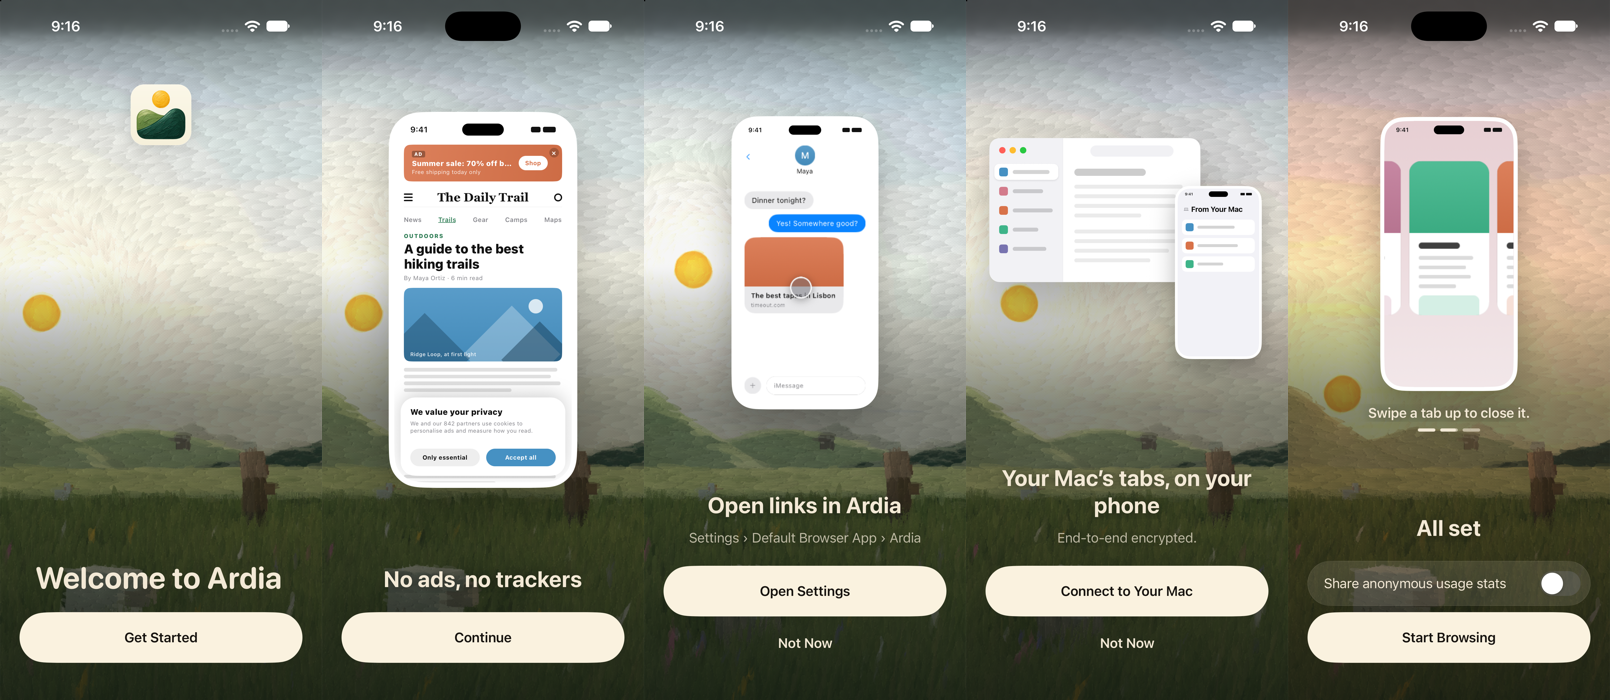 9:16
Welcome to Ardia
Get Started
9:16
9:41
AD
Summer sale: 70% off b...
Free shipping today only
Shop
The Daily Trail
News Trails Gear Camps Maps
OUTDOORS
A guide to the best
hiking trails
By Maya Ortiz · 6 min read
Ridge Loop, at first light
We value your privacy
We and our 842 partners use cookies to
personalise ads and measure how you read.
Only essential
Accept all
No ads, no trackers
Continue
9:16
9:41
M
Maya
Dinner tonight?
Yes! Somewhere good?
The best tapas in Lisbon
timeout.com
iMessage
Open links in Ardia
Settings › Default Browser App › Ardia
Open Settings
Not Now
9:16
9:41
From Your Mac
Your Mac's tabs, on your
phone
End-to-end encrypted.
Connect to Your Mac
Not Now
9:16
9:41
Swipe a tab up to close it.
All set
Share anonymous usage stats
Start Browsing